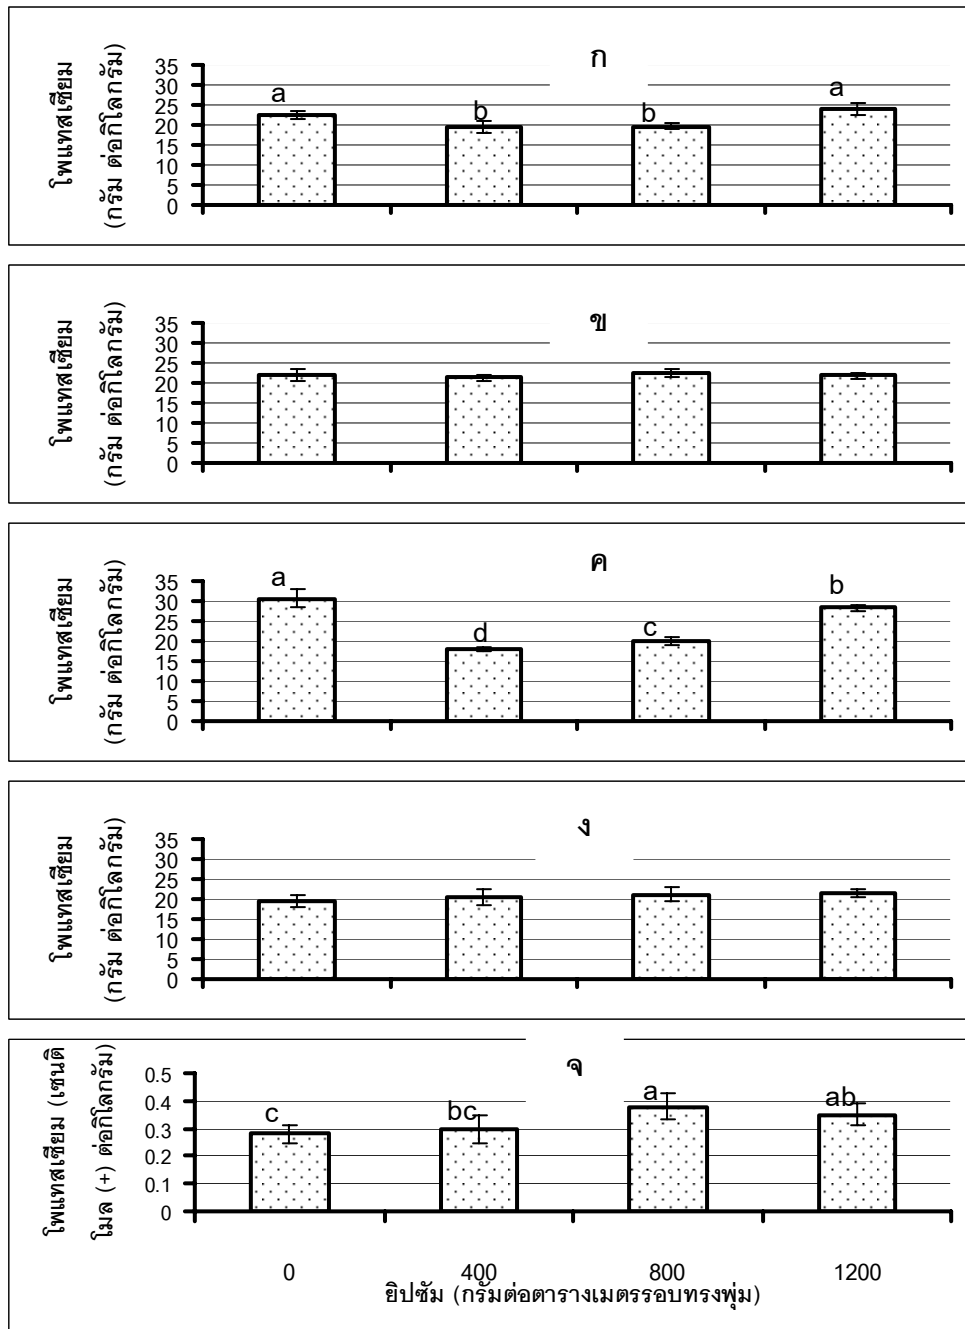 ก
โพแทสเซียม
(กรัม ต่อกิโลกรัม)
35
30
25
20
15
10
5
0
a
b
b
a
ข
โพแทสเซียม
(กรัม ต่อกิโลกรัม)
35
30
25
20
15
10
5
0
ค
โพแทสเซียม
(กรัม ต่อกิโลกรัม)
35
30
25
20
15
10
5
0
a
d
c
b
ง
โพแทสเซียม
(กรัม ต่อกิโลกรัม)
35
30
25
20
15
10
5
0
จ
โพแทสเซียม (เซนติ
โมล (+) ต่อกิโลกรัม)
0.5
0.4
0.3
0.2
0.1
0
c
bc
a
ab
0 400 800 1200
ยิปซัม (กรัมต่อตารางเมตรรอบทรงพุ่ม)